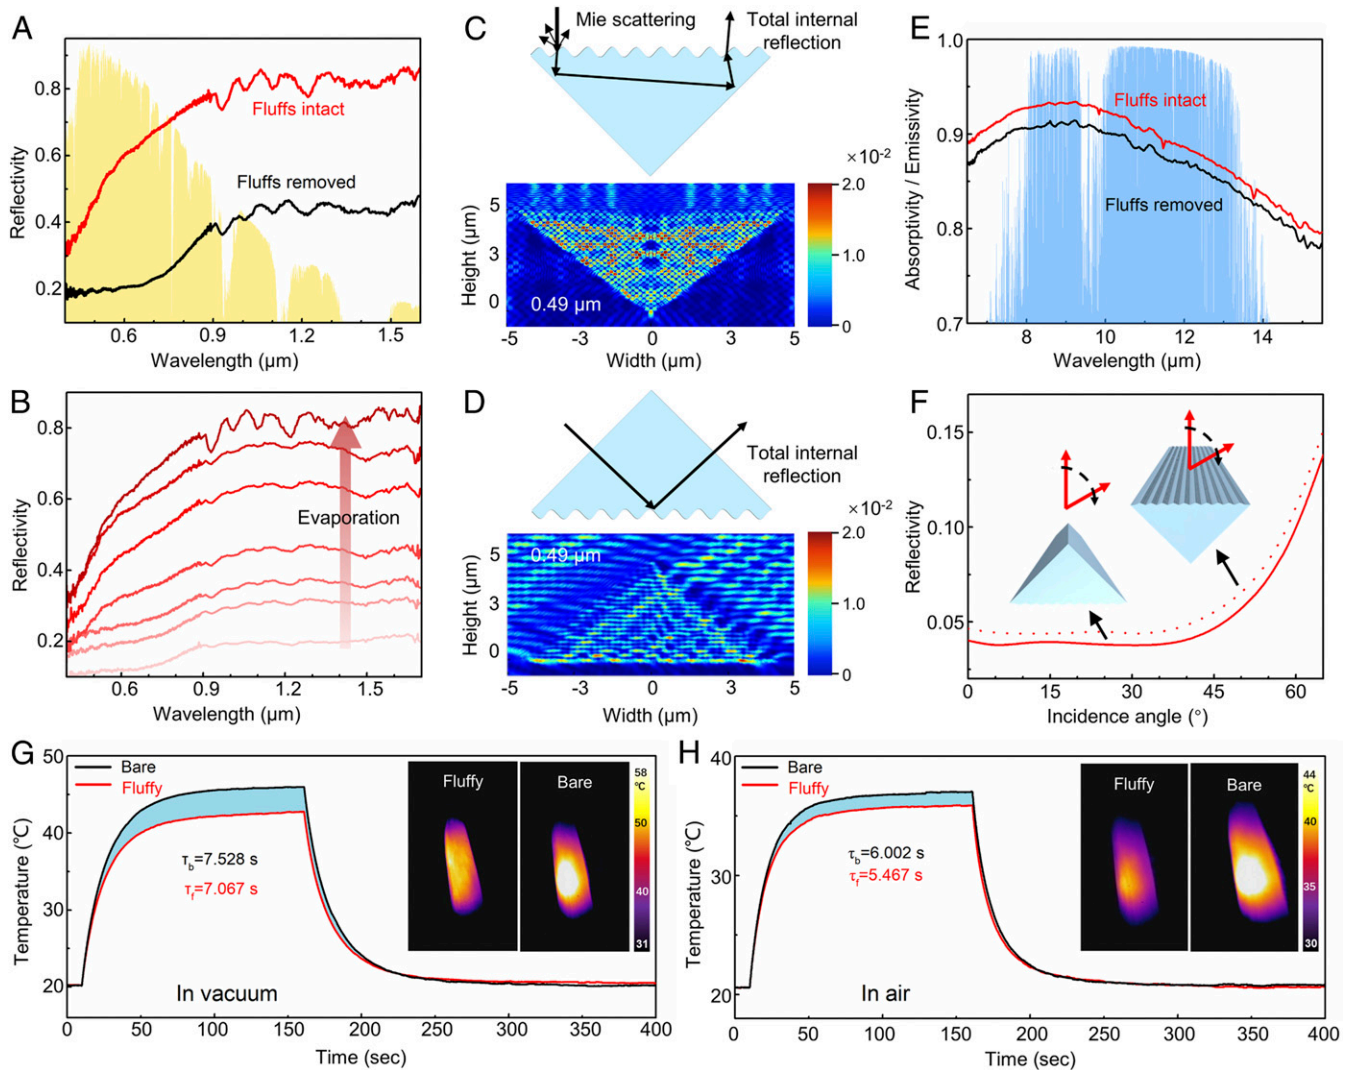 A
Reflectivity
0.8
0.6
0.4
0.2
Fluffs intact
Fluffs removed
0.6
0.9
1.2
1.5
Wavelength (µm)
B
Reflectivity
0.8
0.6
0.4
0.2
Evaporation
0.6
0.9
1.2
1.5
Wavelength (µm)
C
Mie scattering
Total internal
reflection
×10⁻²
2.0
1.0
0
Height (µm)
5
3
0
0.49 µm
-5
-3
0
3
5
Width (µm)
D
Total internal
reflection
×10⁻²
2.0
1.0
0
Height (µm)
5
3
0
0.49 µm
-5
-3
0
3
5
Width (µm)
E
Absorptivity / Emissivity
1.0
0.9
0.8
0.7
Fluffs intact
Fluffs removed
8
10
12
14
Wavelength (µm)
F
Reflectivity
0.15
0.10
0.05
0
15
30
45
60
Incidence angle (°)
G
Temperature (℃)
50
40
30
20
Bare
Fluffy
τb=7.528 s
τf=7.067 s
In vacuum
Fluffy
Bare
58
℃
50
40
31
0
50
100
150
200
250
300
350
400
Time (sec)
H
Temperature (℃)
40
30
20
Bare
Fluffy
τb=6.002 s
τf=5.467 s
In air
Fluffy
Bare
44
℃
40
35
30
0
50
100
150
200
250
300
350
400
Time (sec)